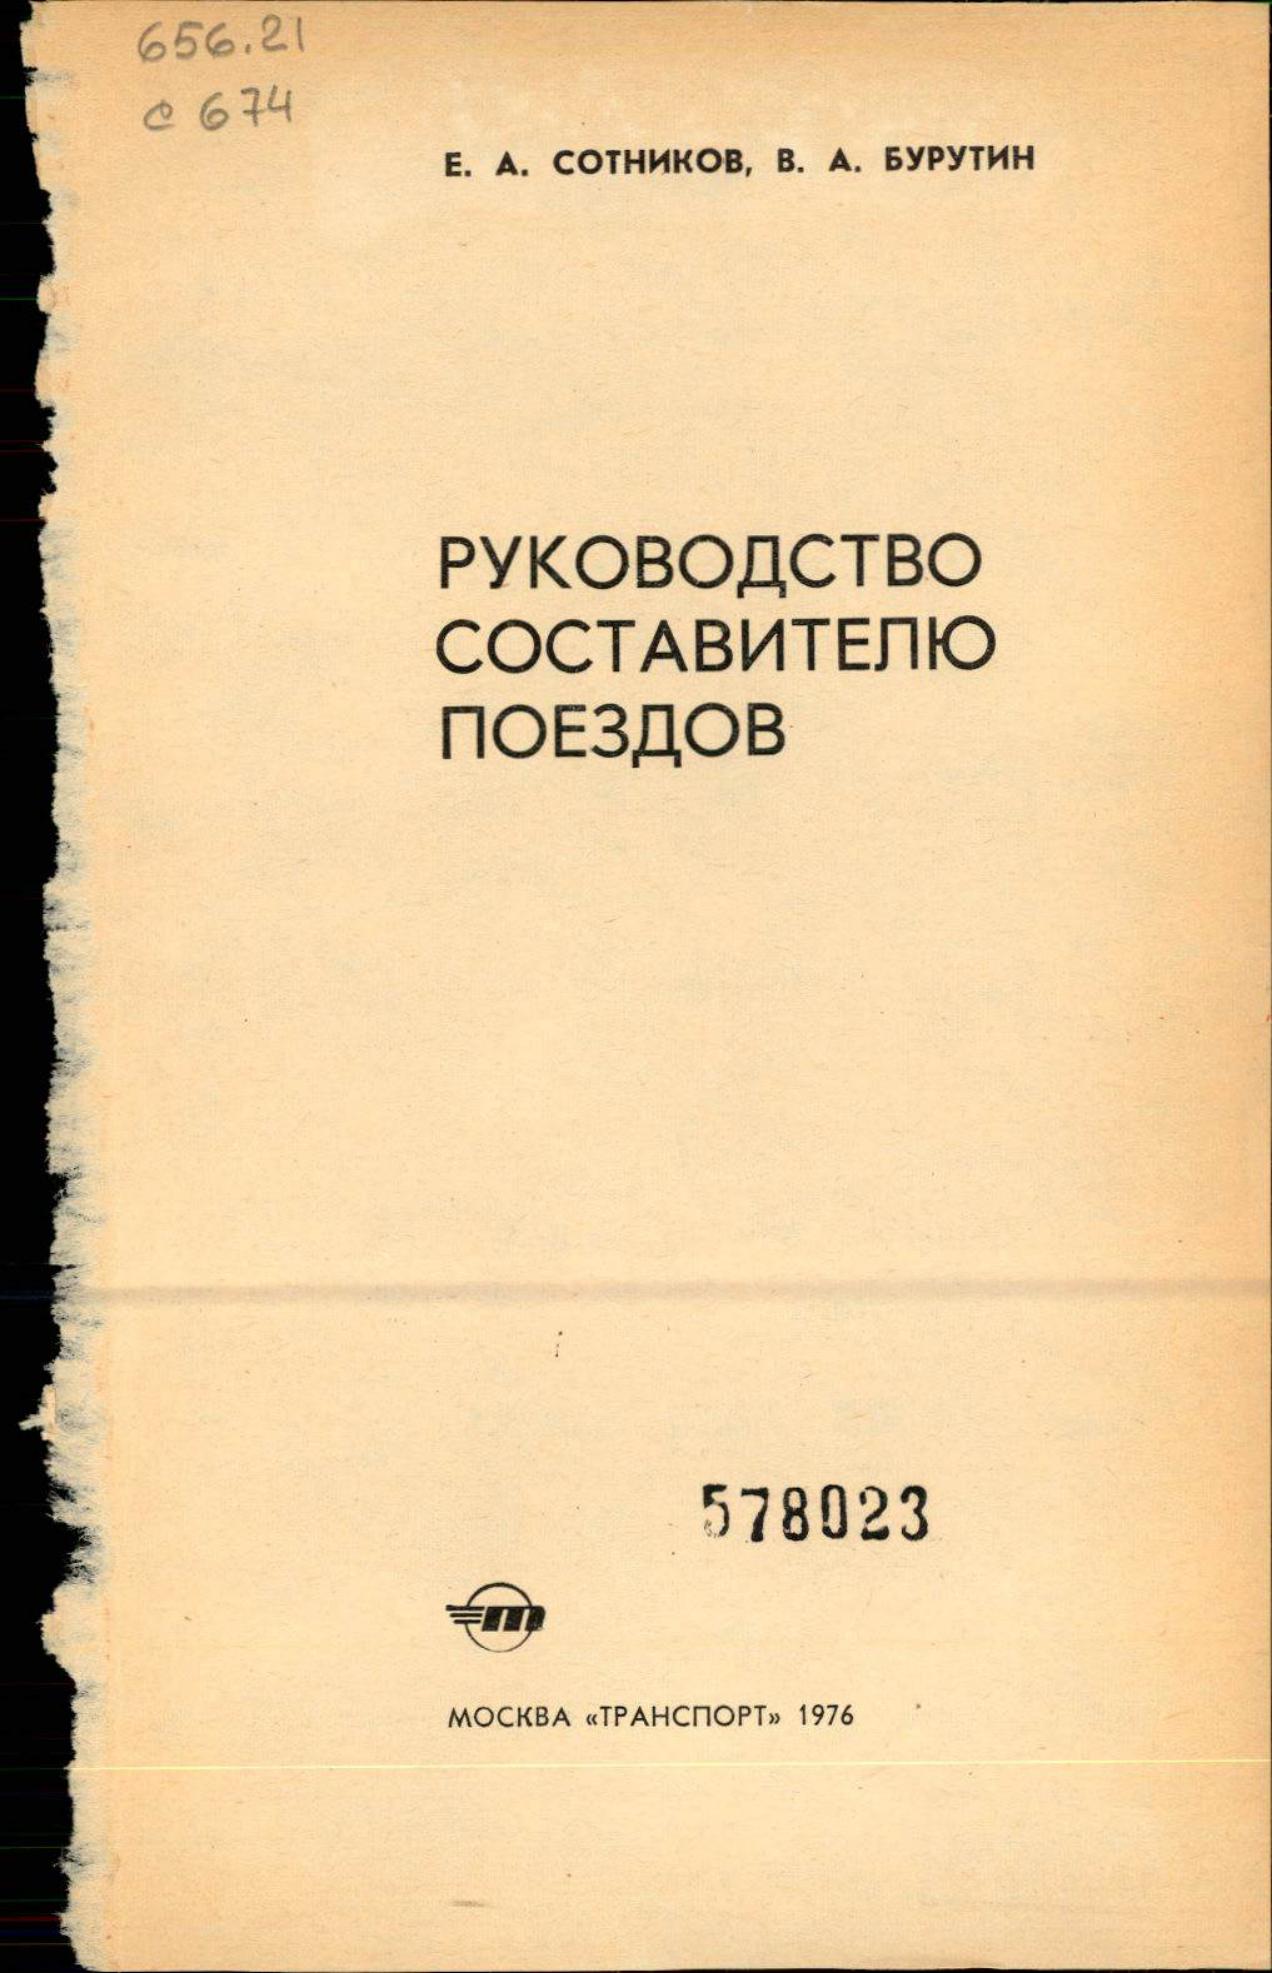 656.21
с 674
Е. А. СОТНИКОВ, В. А. БУРУТИН
РУКОВОДСТВО
СОСТАВИТЕЛЮ
ПОЕЗДОВ
578023
т
МОСКВА «ТРАНСПОРТ» 1976